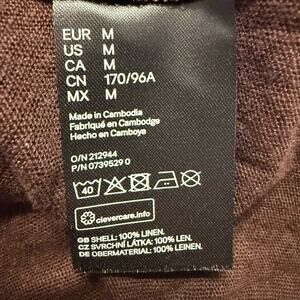 EUR M
US M
CA M
CN 170/96A
MX M
Made in Cambodia
Fabriqué en Cambodge
Hecho en Camboya
O/N 212944
P/N 0739529 0
40
clevercare.info
GB SHELL: 100% LINEN.
CZ SVRCHNÍ LÁTKA: 100% LEN.
DE OBERMATERIAL: 100% LEINEN.